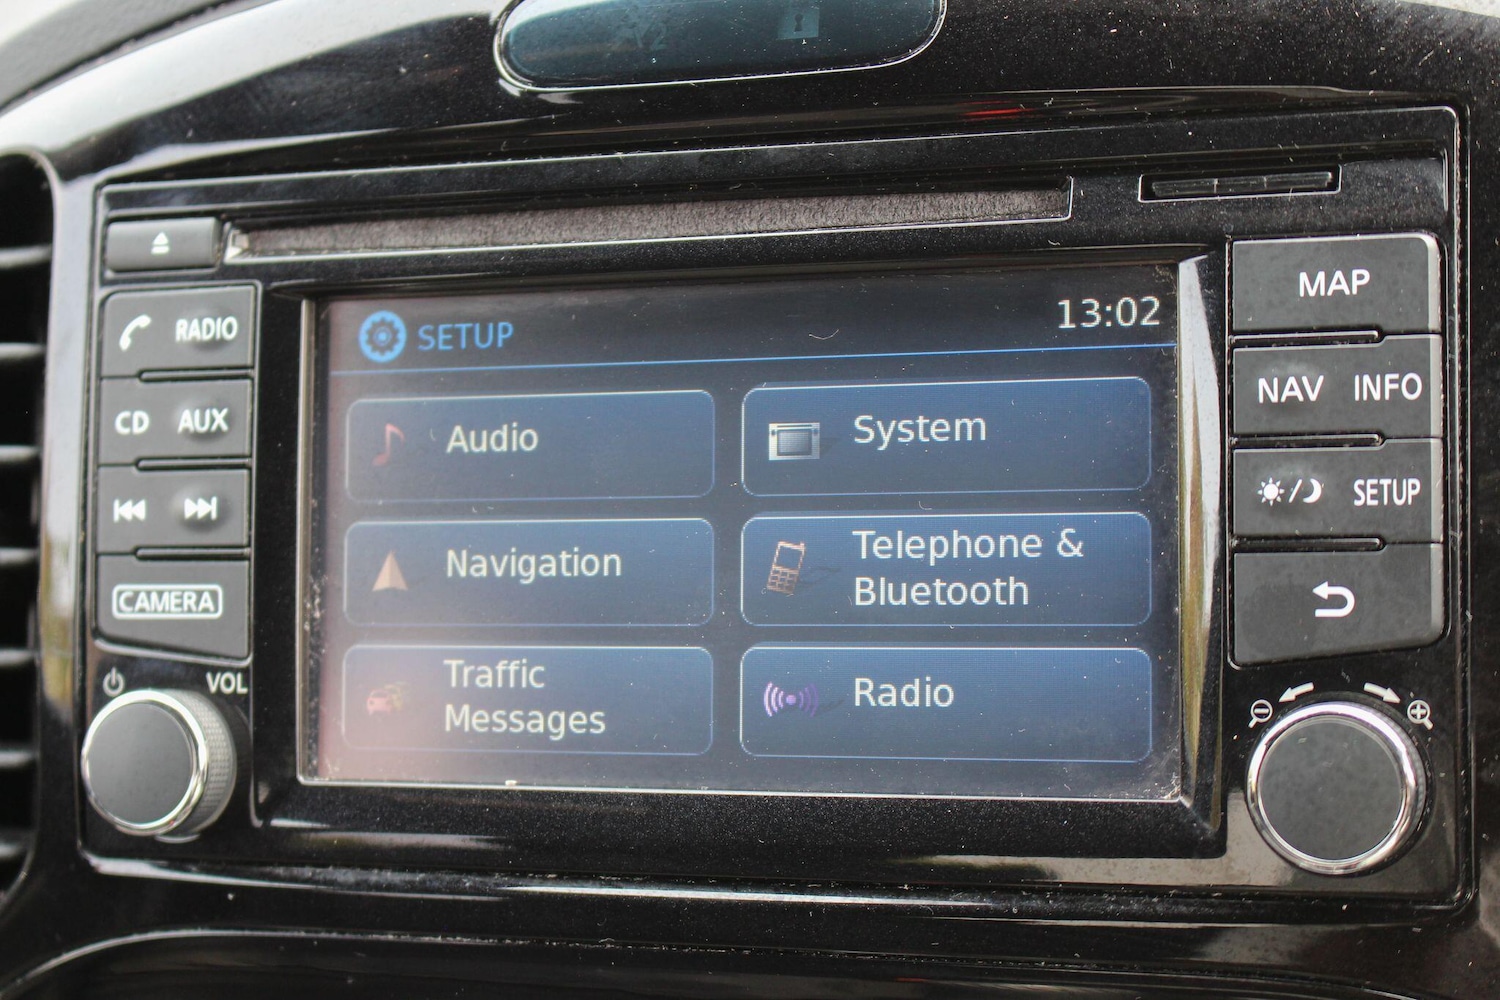 SETUP
13:02
Audio
System
Navigation
Telephone &
Bluetooth
Traffic
Messages
Radio
RADIO
CD AUX
CAMERA
VOL
MAP
NAV INFO
SETUP